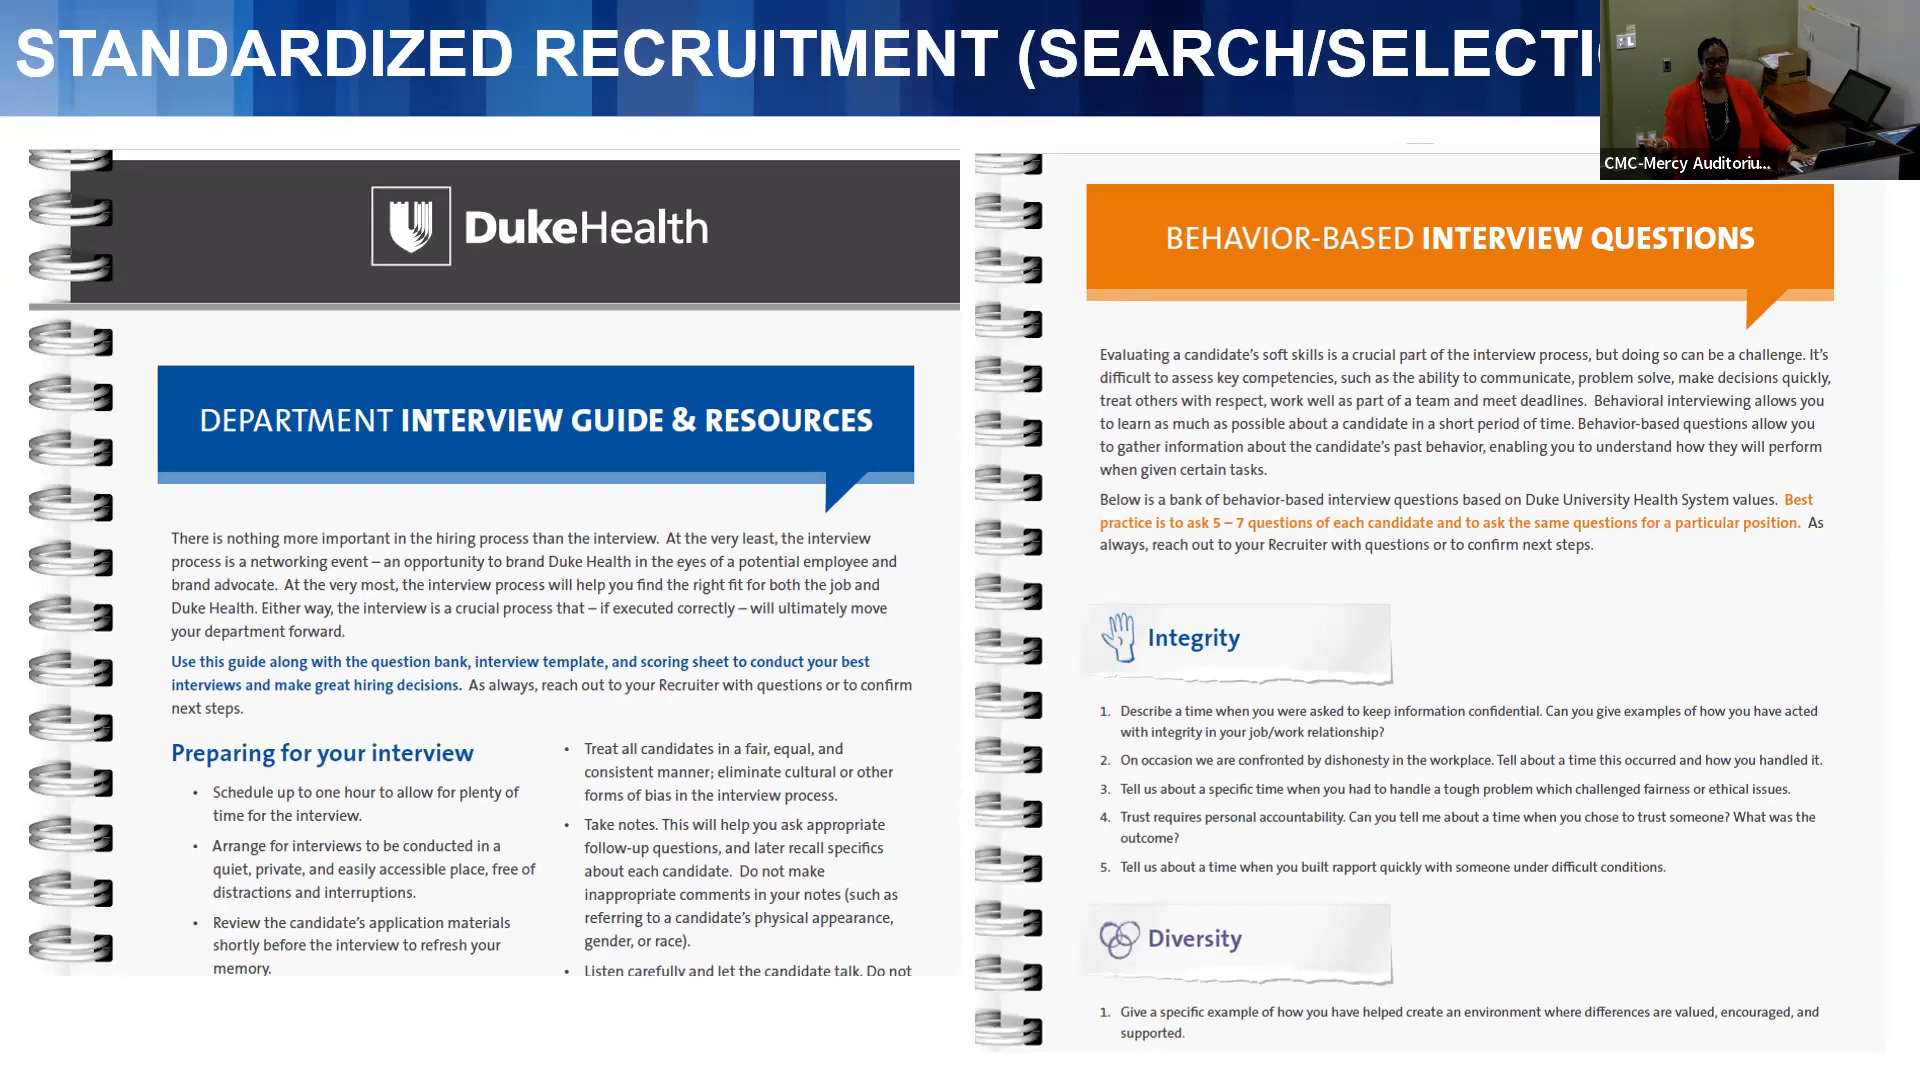 STANDARDIZED RECRUITMENT (SEARCH/SELECTI
CMC-Mercy Auditoriu...
DukeHealth
DEPARTMENT INTERVIEW GUIDE & RESOURCES
There is nothing more important in the hiring process than the interview. At the very least, the interview
process is a networking event – an opportunity to brand Duke Health in the eyes of a potential employee and
brand advocate. At the very most, the interview process will help you find the right fit for both the job and
Duke Health. Either way, the interview is a crucial process that – if executed correctly – will ultimately move
your department forward.
Use this guide along with the question bank, interview template, and scoring sheet to conduct your best
interviews and make great hiring decisions. As always, reach out to your Recruiter with questions or to confirm
next steps.
Preparing for your interview
• Schedule up to one hour to allow for plenty of
time for the interview.
• Arrange for interviews to be conducted in a
quiet, private, and easily accessible place, free of
distractions and interruptions.
• Review the candidate's application materials
shortly before the interview to refresh your
memory.
• Treat all candidates in a fair, equal, and
consistent manner; eliminate cultural or other
forms of bias in the interview process.
• Take notes. This will help you ask appropriate
follow-up questions, and later recall specifics
about each candidate. Do not make
inappropriate comments in your notes (such as
referring to a candidate's physical appearance,
gender, or race).
• Listen carefully and let the candidate talk. Do not
BEHAVIOR-BASED INTERVIEW QUESTIONS
Evaluating a candidate's soft skills is a crucial part of the interview process, but doing so can be a challenge. It's
difficult to assess key competencies, such as the ability to communicate, problem solve, make decisions quickly,
treat others with respect, work well as part of a team and meet deadlines. Behavioral interviewing allows you
to learn as much as possible about a candidate in a short period of time. Behavior-based questions allow you
to gather information about the candidate's past behavior, enabling you to understand how they will perform
when given certain tasks.
Below is a bank of behavior-based interview questions based on Duke University Health System values. Best
practice is to ask 5 – 7 questions of each candidate and to ask the same questions for a particular position. As
always, reach out to your Recruiter with questions or to confirm next steps.
Integrity
1. Describe a time when you were asked to keep information confidential. Can you give examples of how you have acted
with integrity in your job/work relationship?
2. On occasion we are confronted by dishonesty in the workplace. Tell about a time this occurred and how you handled it.
3. Tell us about a specific time when you had to handle a tough problem which challenged fairness or ethical issues.
4. Trust requires personal accountability. Can you tell me about a time when you chose to trust someone? What was the
outcome?
5. Tell us about a time when you built rapport quickly with someone under difficult conditions.
Diversity
1. Give a specific example of how you have helped create an environment where differences are valued, encouraged, and
supported.